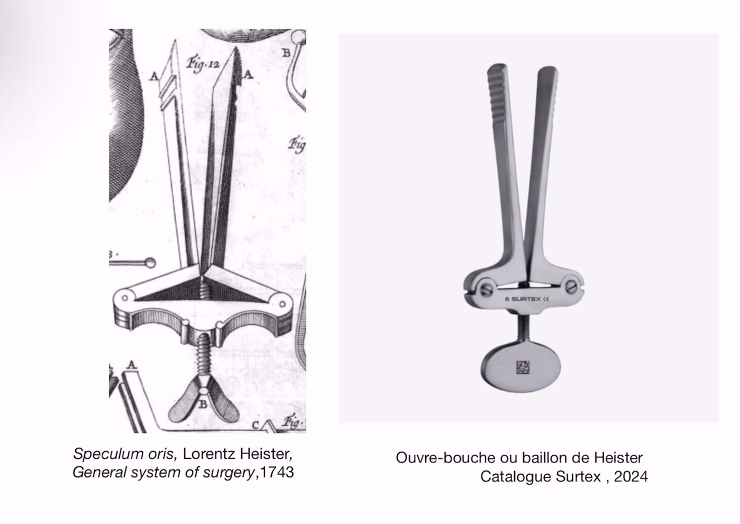 Fig. 12
A
A
B
Fig
B.
A
B
C
Fig.
SURTEX CE
Speculum oris, Lorentz Heister,
General system of surgery,1743
Ouvre-bouche ou baillon de Heister
Catalogue Surtex , 2024